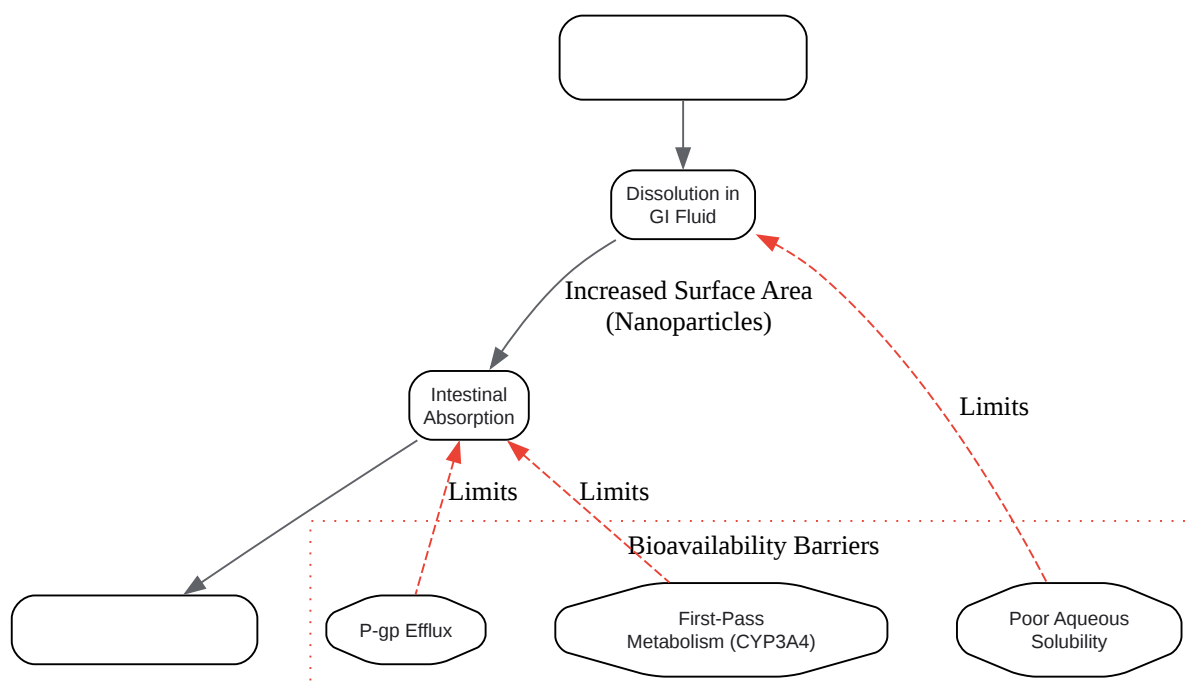 Dissolution in
GI Fluid
Increased Surface Area
(Nanoparticles)
Intestinal
Absorption
Limits
Limits
Limits
Bioavailability Barriers
P-gp Efflux
First-Pass
Metabolism (CYP3A4)
Poor Aqueous
Solubility